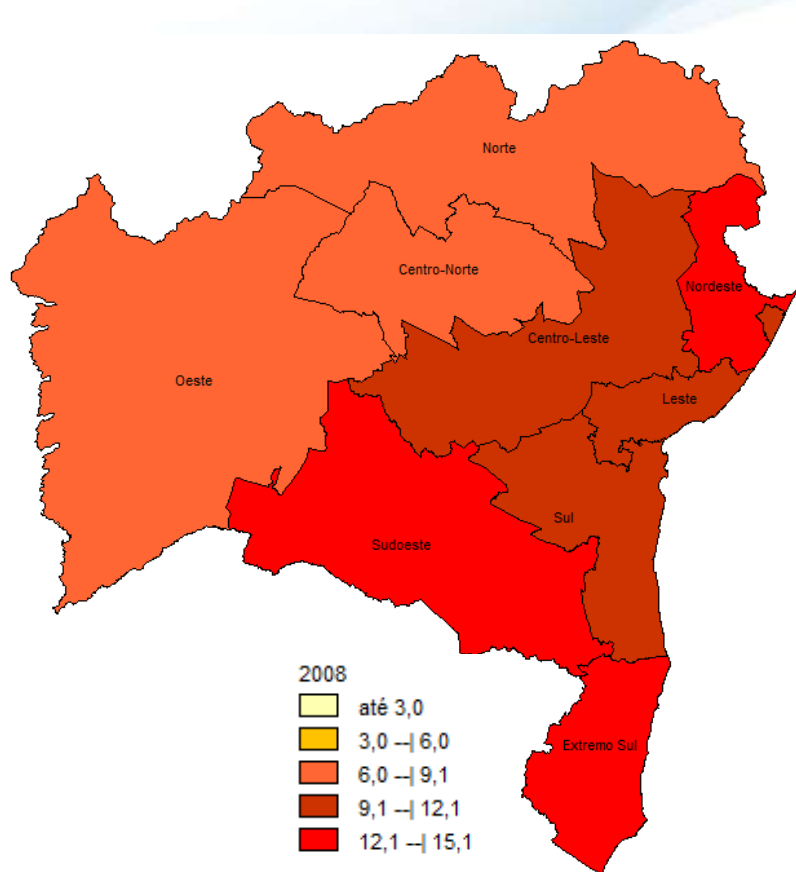 Norte
Centro-Norte
Nordeste
Centro-Leste
Oeste
Leste
Sul
Sudoeste
Extremo Sul
2008
até 3,0
3,0 --| 6,0
6,0 --| 9,1
9,1 --| 12,1
12,1 --| 15,1